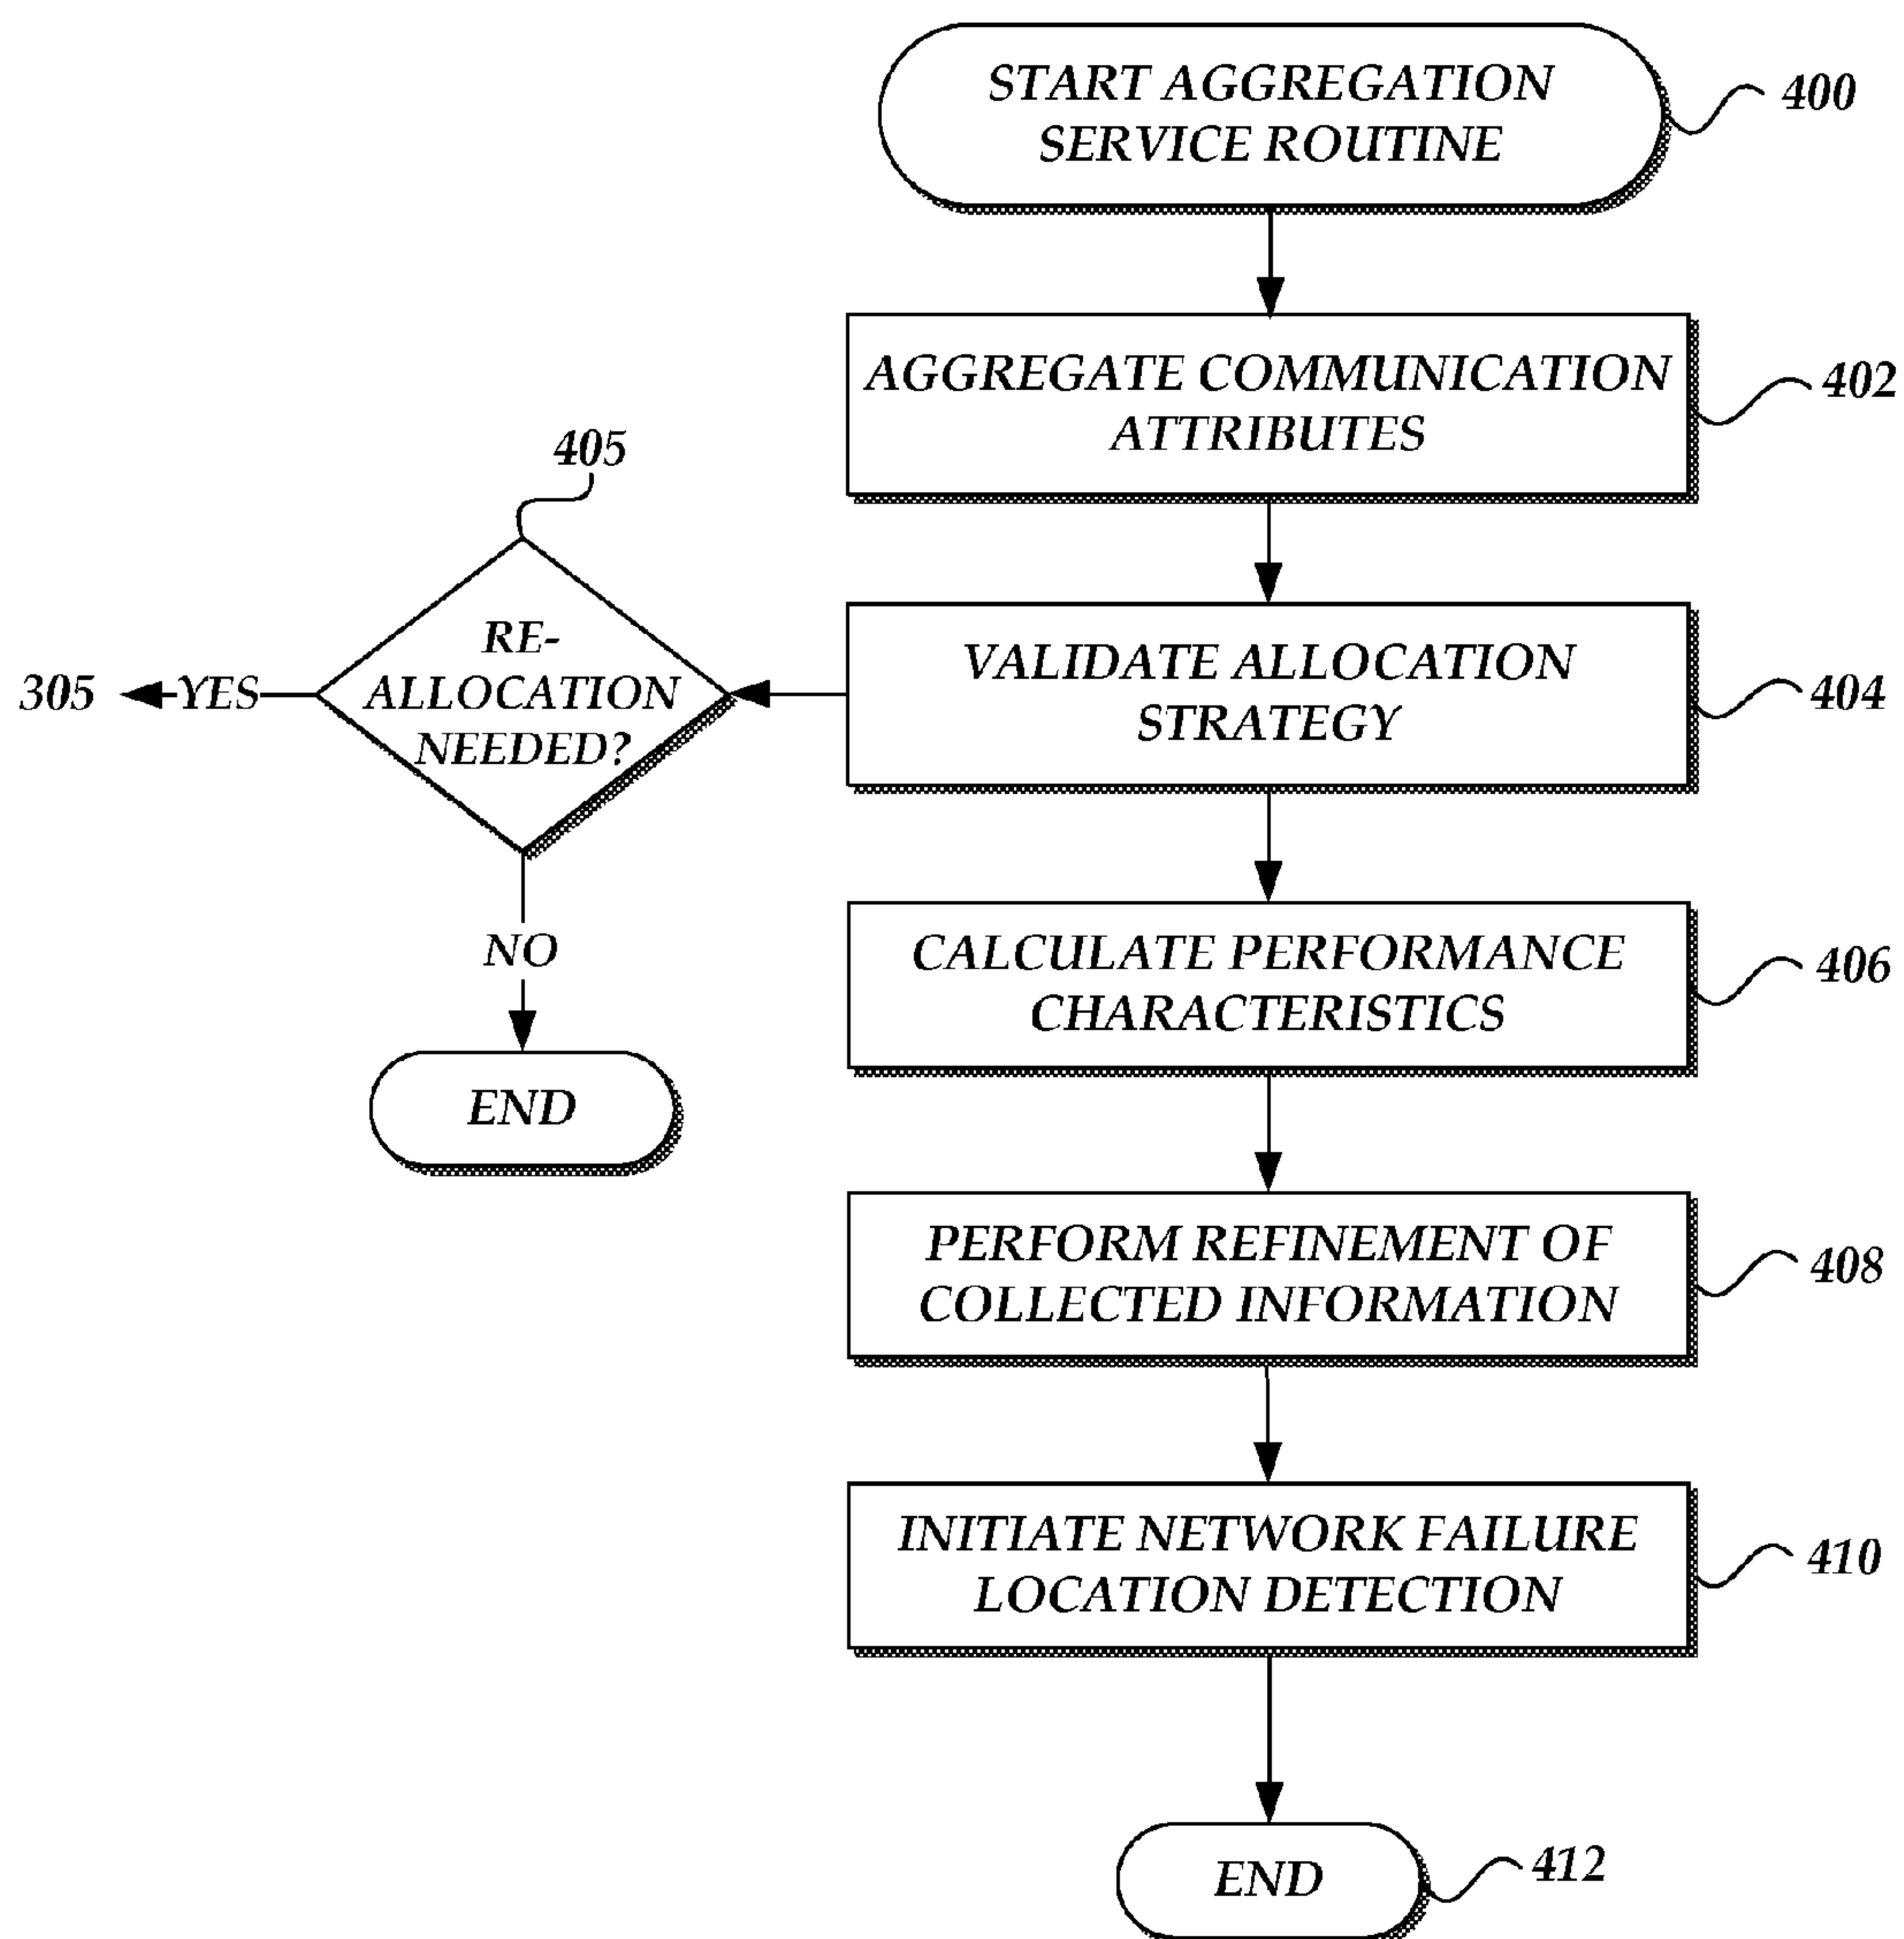 START AGGREGATION
SERVICE ROUTINE
400
AGGREGATE COMMUNICATION
ATTRIBUTES
402
405
RE-
ALLOCATION
NEEDED?
305
YES
VALIDATE ALLOCATION
STRATEGY
404
NO
END
CALCULATE PERFORMANCE
CHARACTERISTICS
406
PERFORM REFINEMENT OF
COLLECTED INFORMATION
408
INITIATE NETWORK FAILURE
LOCATION DETECTION
410
END
412